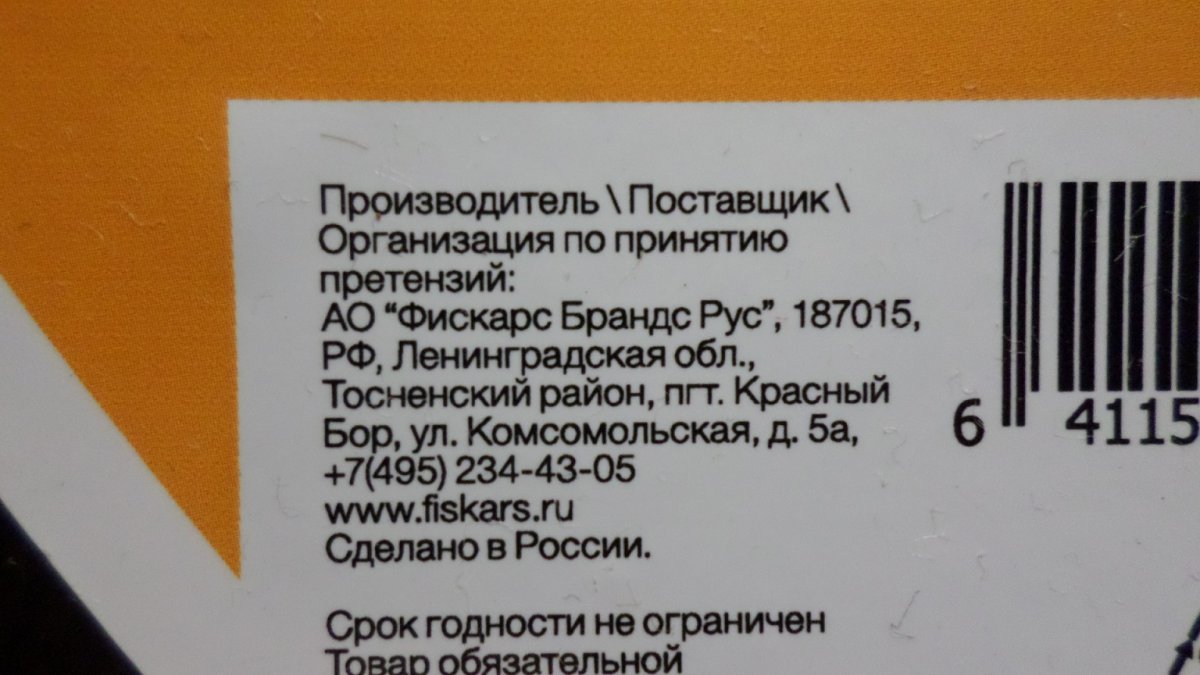 Производитель \ Поставщик \
Организация по принятию
претензий:
АО “Фискарс Брандс Рус”, 187015,
РФ, Ленинградская обл.,
Тосненский район, пгт. Красный
Бор, ул. Комсомольская, д. 5а,
+7(495) 234-43-05
www.fiskars.ru
Сделано в России.
Срок годности не ограничен
Товар обязательной
6 4115